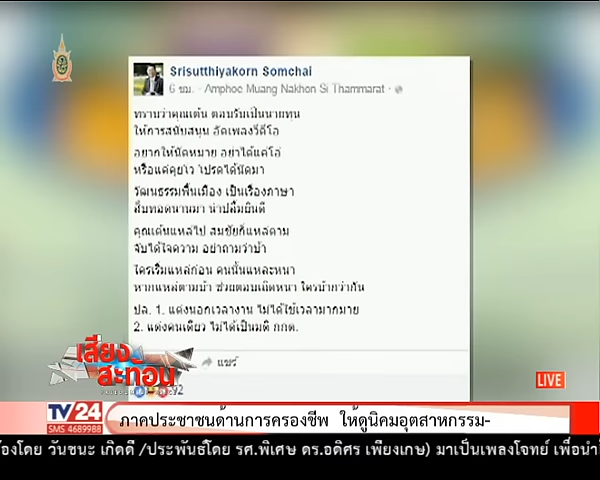 Srisutthiyakorn Somchai
6 ชม. · Amphoe Muang Nakhon Si Thammarat ·
ทราบว่าคุณเต้น ตอบรับเป็นนายทุน
ให้การสนับสนุน อัดเพลงวีดีโอ
อยากให้นัดหมาย อย่าได้แค่โอ่
หรือแค่คุยโว โปรดได้นัดมา
วัฒนธรรมพื้นเมือง เป็นเรื่องภาษา
สืบทอดนานมา น่าปลื้มยินดี
คุณเต้นแหล่ไป สมชัยก็แหล่ตาม
จับได้ใจความ อย่าถามว่าบ้า
ใครเริ่มแหล่ก่อน คนนั้นแหละหนา
หากแหล่ตามบ้า ช่วยตอบเถิดหนา ใครบ้ากว่ากัน
ปล. 1. แต่งนอกเวลางาน ไม่ได้ใช้เวลามากมาย
2. แต่งคนเดียว ไม่ได้เป็นมติ กกต.
แชร์
เสียง
สะท้อน
92
LIVE
TV24
SMS 4689988
ภาคประชาชนด้านการครองชีพ ให้ดูนิคมอุตสาหกรรม-
้องโดย วันชนะ เกิดดี /ประพันธ์โดย รศ.พิเศษ ดร.อดิศร เพียงเกษ) มาเป็นเพลงโจทย์ เพื่อนำ